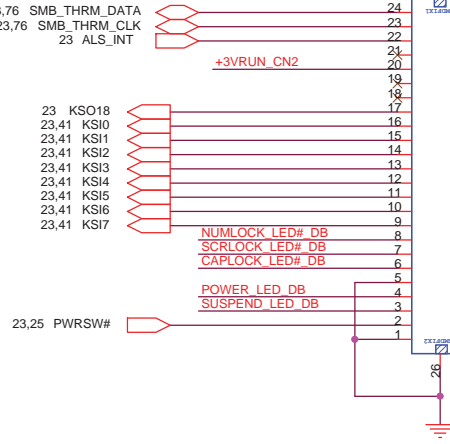 ,76 SMB_THRM_DATA 24
23,76 SMB_THRM_CLK 23
23 ALS_INT 22
21
+3VRUN_CN2 20
19
18
23 KSO18 17
23,41 KSI0 16
23,41 KSI1 15
23,41 KSI2 14
23,41 KSI3 13
23,41 KSI4 12
23,41 KSI5 11
23,41 KSI6 10
23,41 KSI7 9
NUMLOCK_LED#_DB 8
SCRLOCK_LED#_DB 7
CAPLOCK_LED#_DB 6
5
POWER_LED_DB 4
SUSPEND_LED_DB 3
23,25 PWRSW# 2
1
26